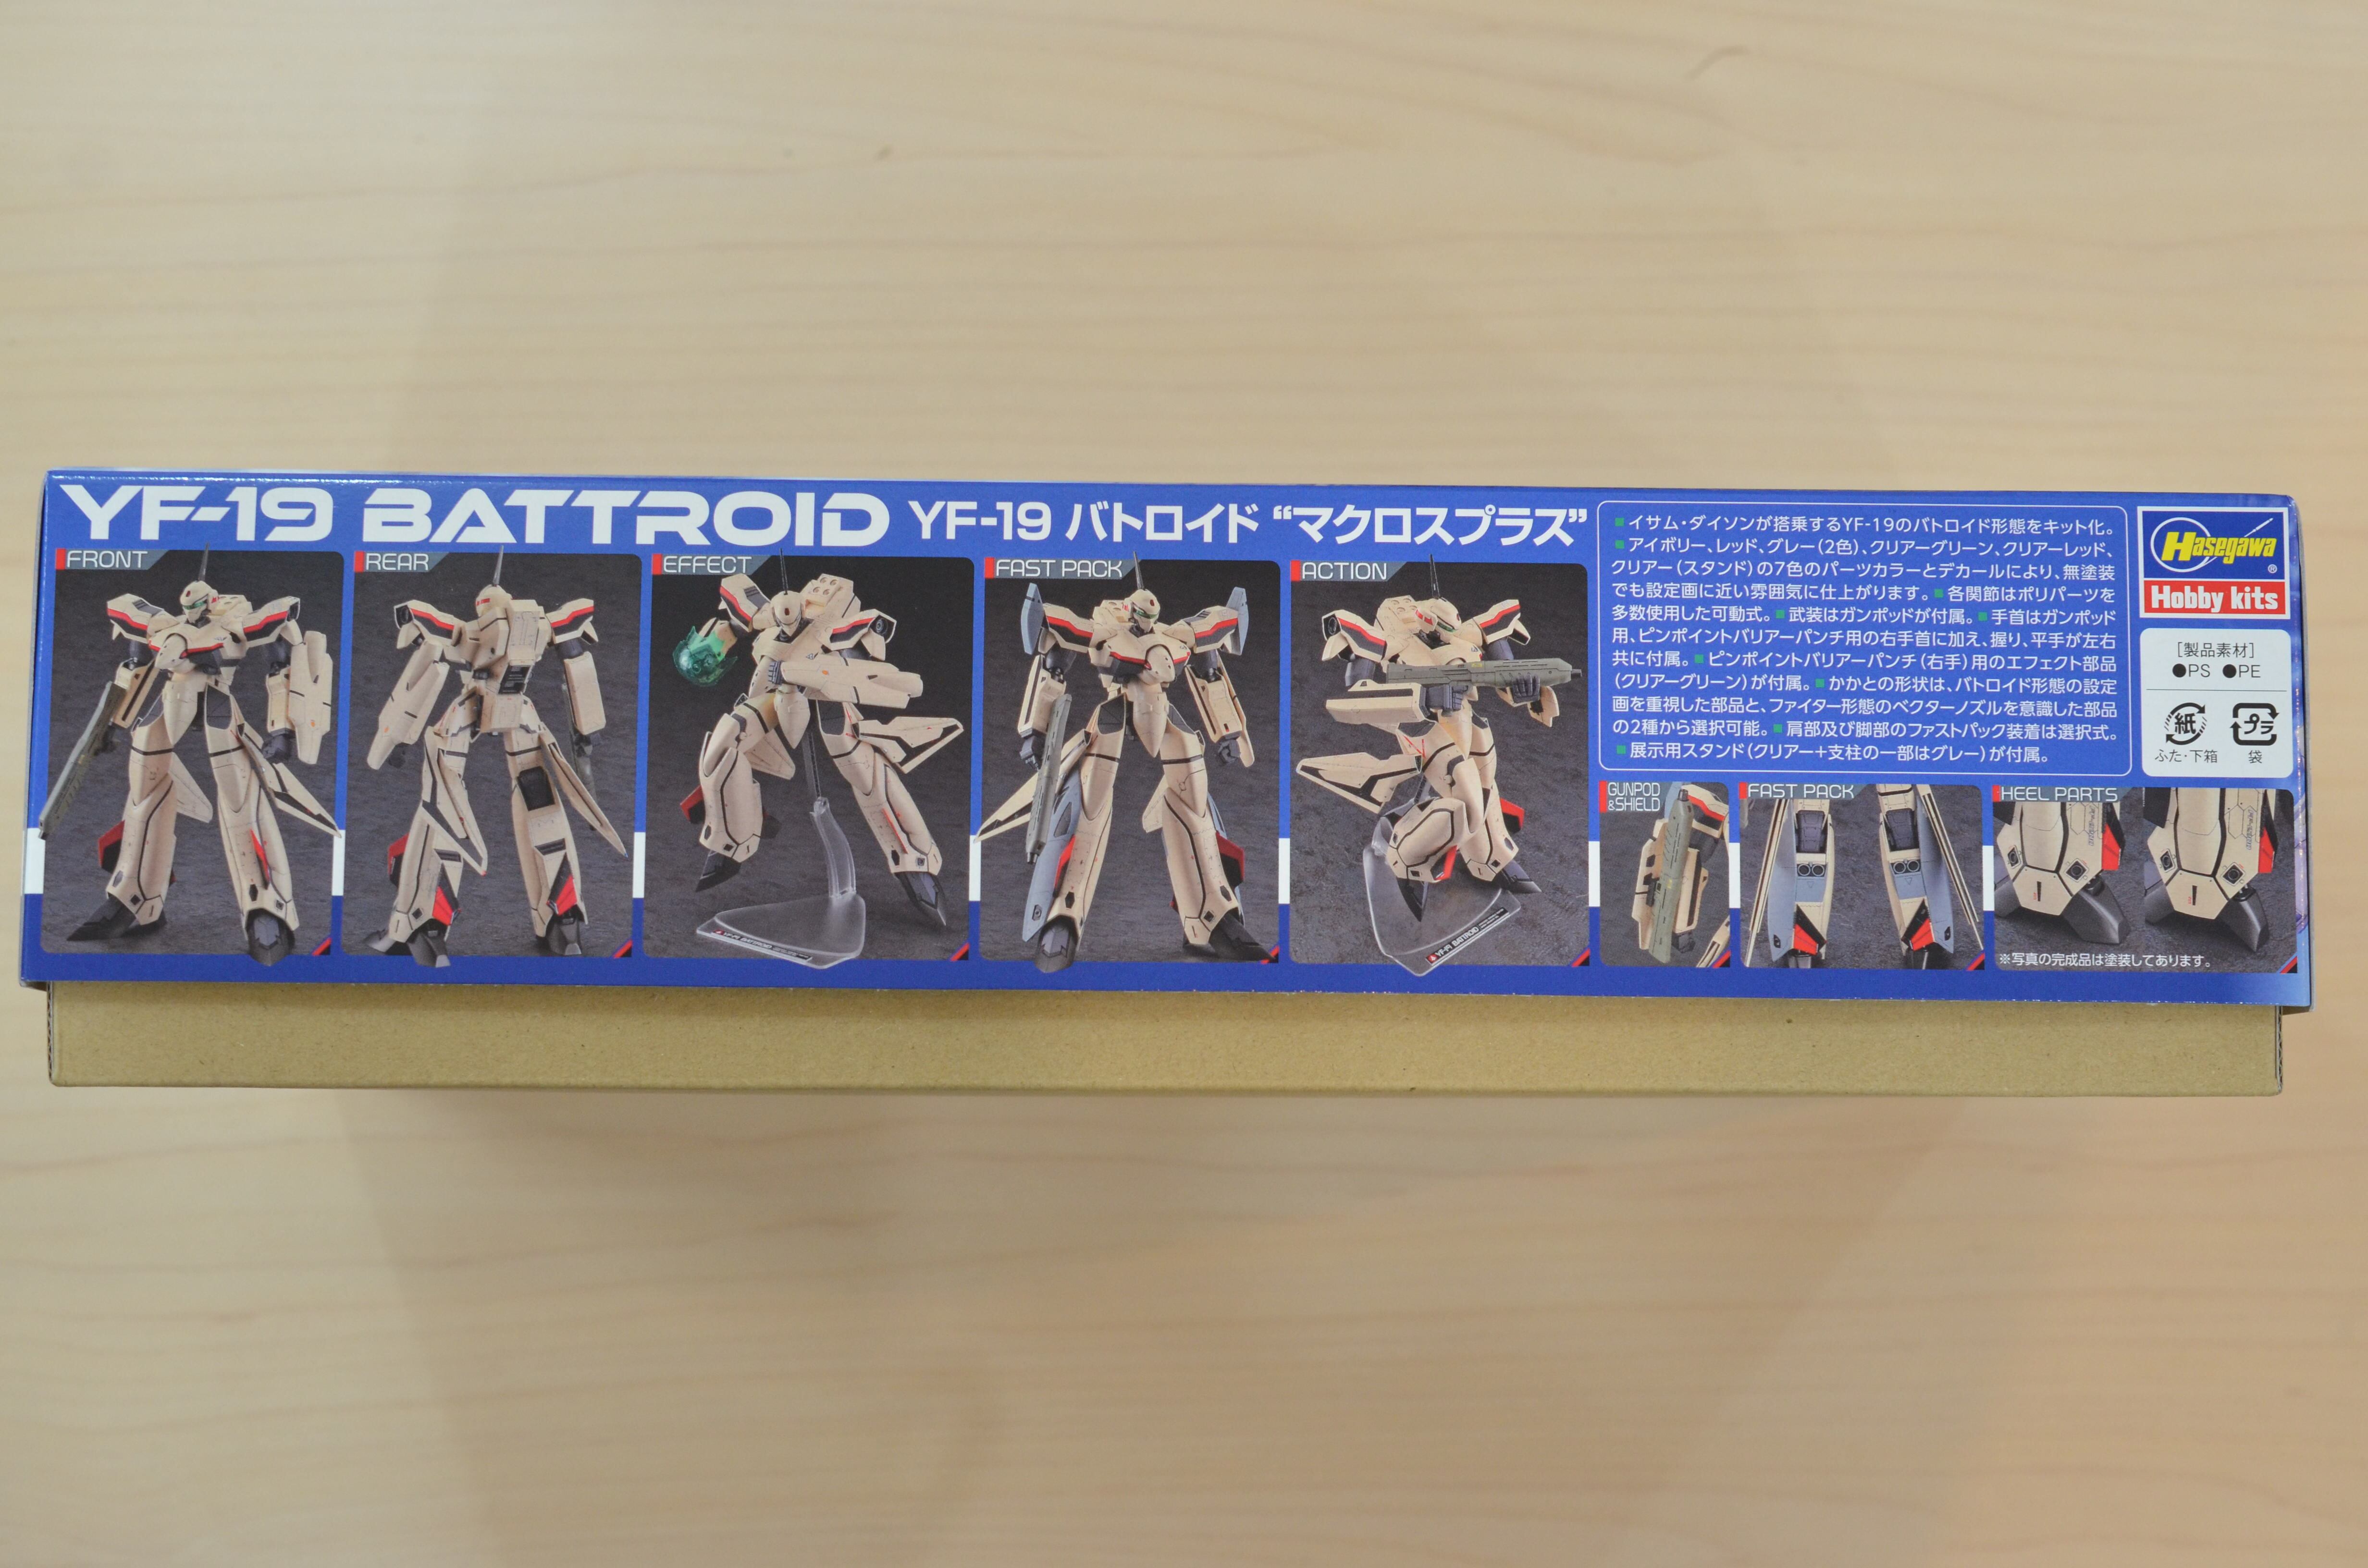 YF-19 BATTROID YF-19 バトロイド “マクロスプラス”
FRONT
REAR
EFFECT
FAST PACK
ACTION
■イサム・ダイソンが搭乗するYF-19のバトロイド形態をキット化。
■アイボリー、レッド、グレー（2色）、クリアーグリーン、クリアーレッド、
クリアー（スタンド）の7色のパーツカラーとデカールにより、無塗装
でも設定画に近い雰囲気に仕上がります。■各関節はポリパーツを
多数使用した可動式。■武装はガンポッドが付属。■手首はガンポッド
用、ピンポイントバリアーパンチ用の右手首に加え、握り、平手が左右
共に付属。■ピンポイントバリアーパンチ（右手）用のエフェクト部品
（クリアーグリーン）が付属。■かかとの形状は、バトロイド形態の設定
画を重視した部品と、ファイター形態のベクターノズルを意識した部品
の2種から選択可能。■肩部及び脚部のファストパック装着は選択式。
■展示用スタンド（クリアー＋支柱の一部はグレー）が付属。
Hasegawa®
Hobby kits
［製品素材］
●PS ●PE
紙
ふた・下箱
プラ
袋
GUNPOD
&SHIELD
FAST PACK
HEEL PARTS
※写真の完成品は塗装してあります。
YF-19 BATTROID
YF-19 BATTROID